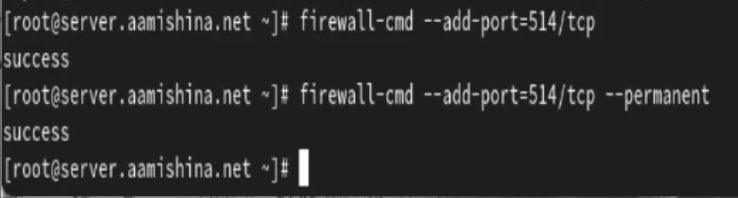 [root@server.aamishina.net ~]# firewall-cmd --add-port=514/tcp
success
[root@server.aamishina.net ~]# firewall-cmd --add-port=514/tcp --permanent
success
[root@server.aamishina.net ~]#